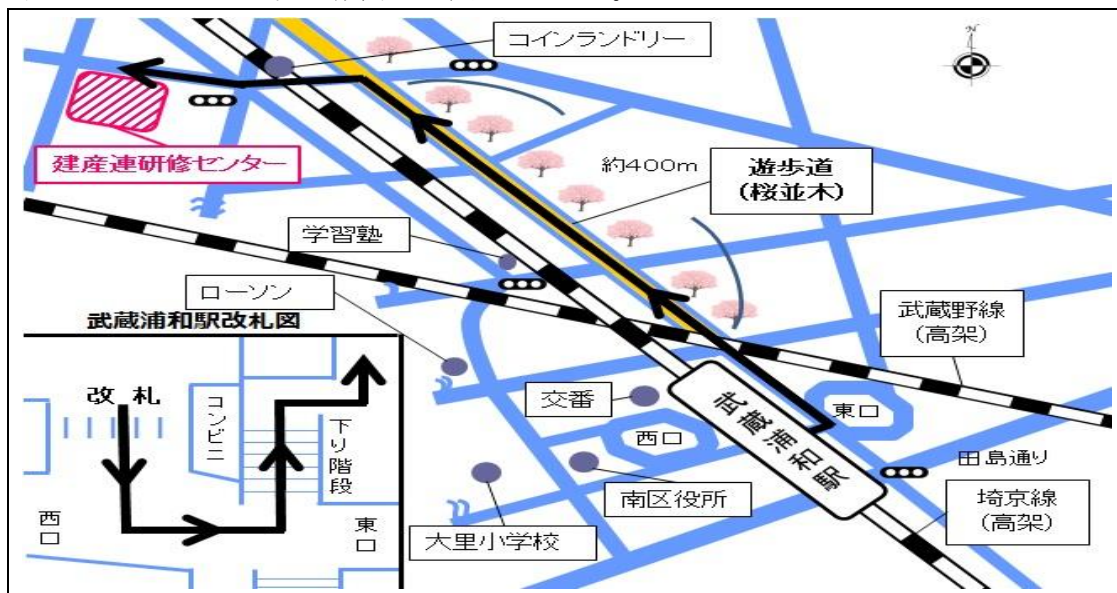 コインランドリー
N
建産連研修センター
約400m
遊歩道
(桜並木)
学習塾
ローソン
武蔵野線
(高架)
武蔵浦和駅改札図
改札
コンビニ
下り階段
西口
東口
交番
西口
武蔵浦和駅
東口
田島通り
南区役所
埼京線
(高架)
大里小学校